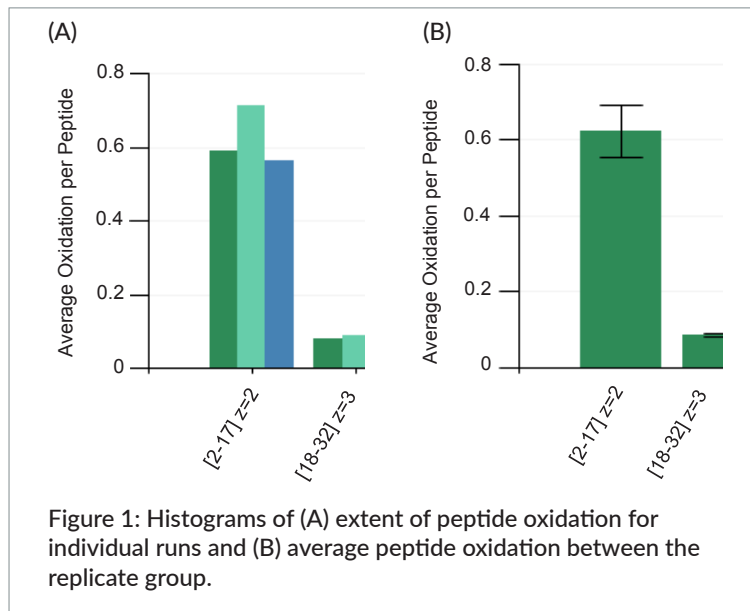 (A)
Average Oxidation per Peptide
0.8
0.6
0.4
0.2
0
[2-17] z=2
[18-32] z=3
(B)
Average Oxidation per Peptide
0.8
0.6
0.4
0.2
0
[2-17] z=2
[18-32] z=3
Figure 1: Histograms of (A) extent of peptide oxidation for
individual runs and (B) average peptide oxidation between the
replicate group.